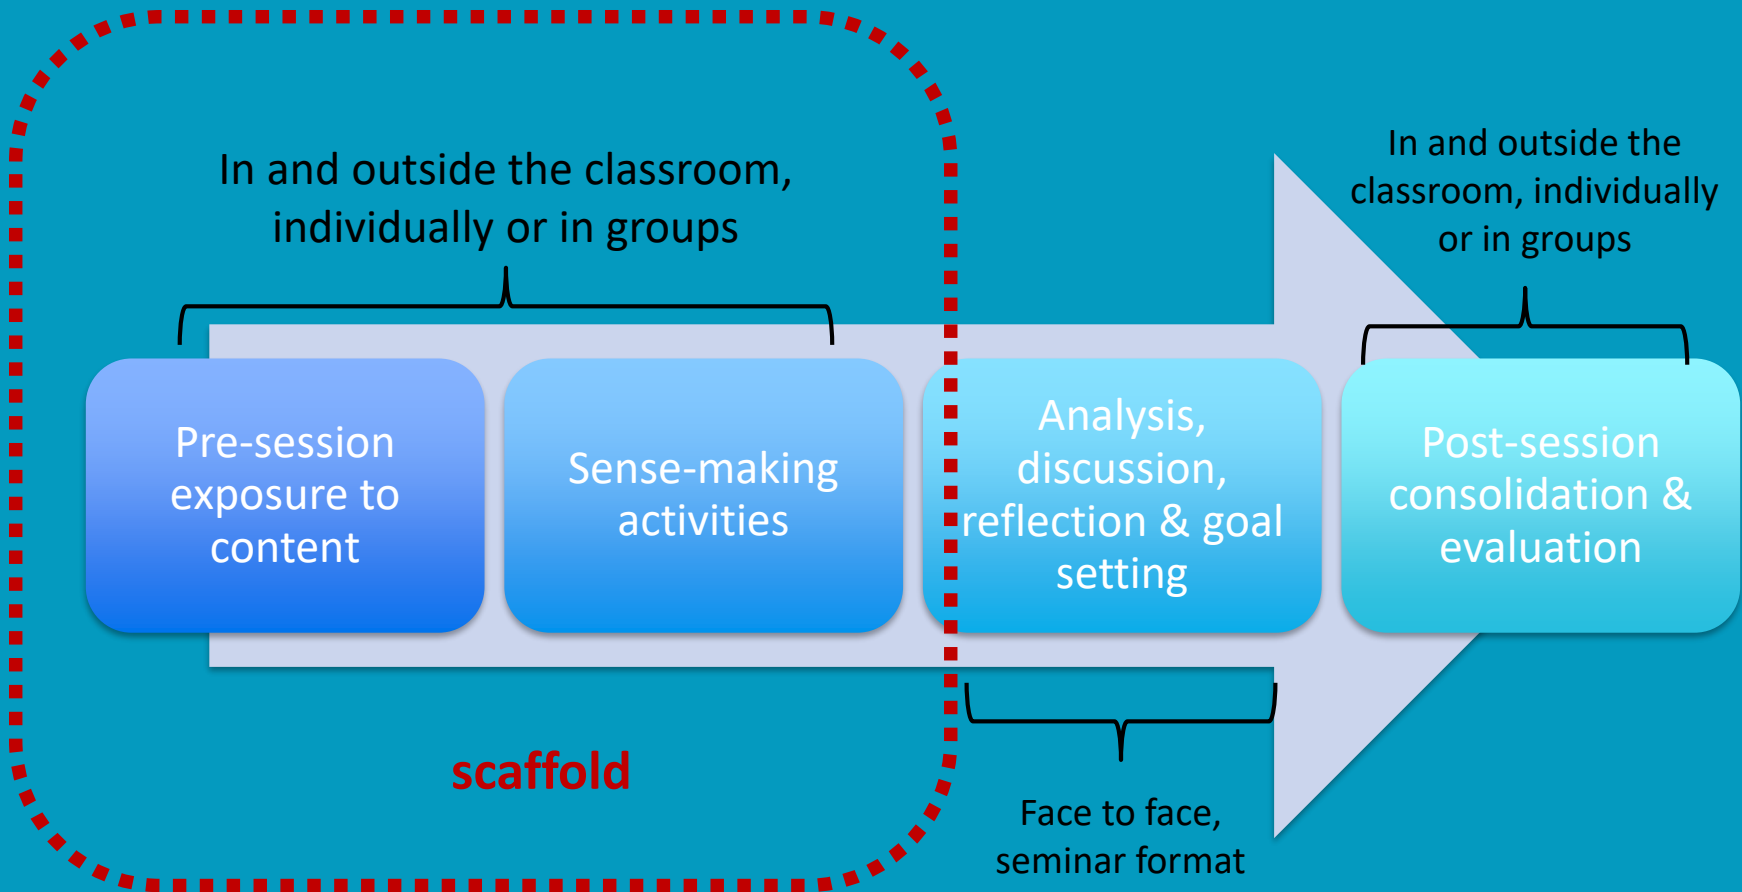 In and outside the classroom,
individually or in groups
In and outside the
classroom, individually
or in groups
Pre-session
exposure to
content
Sense-making
activities
Analysis,
discussion,
reflection & goal
setting
Post-session
consolidation &
evaluation
scaffold
Face to face,
seminar format